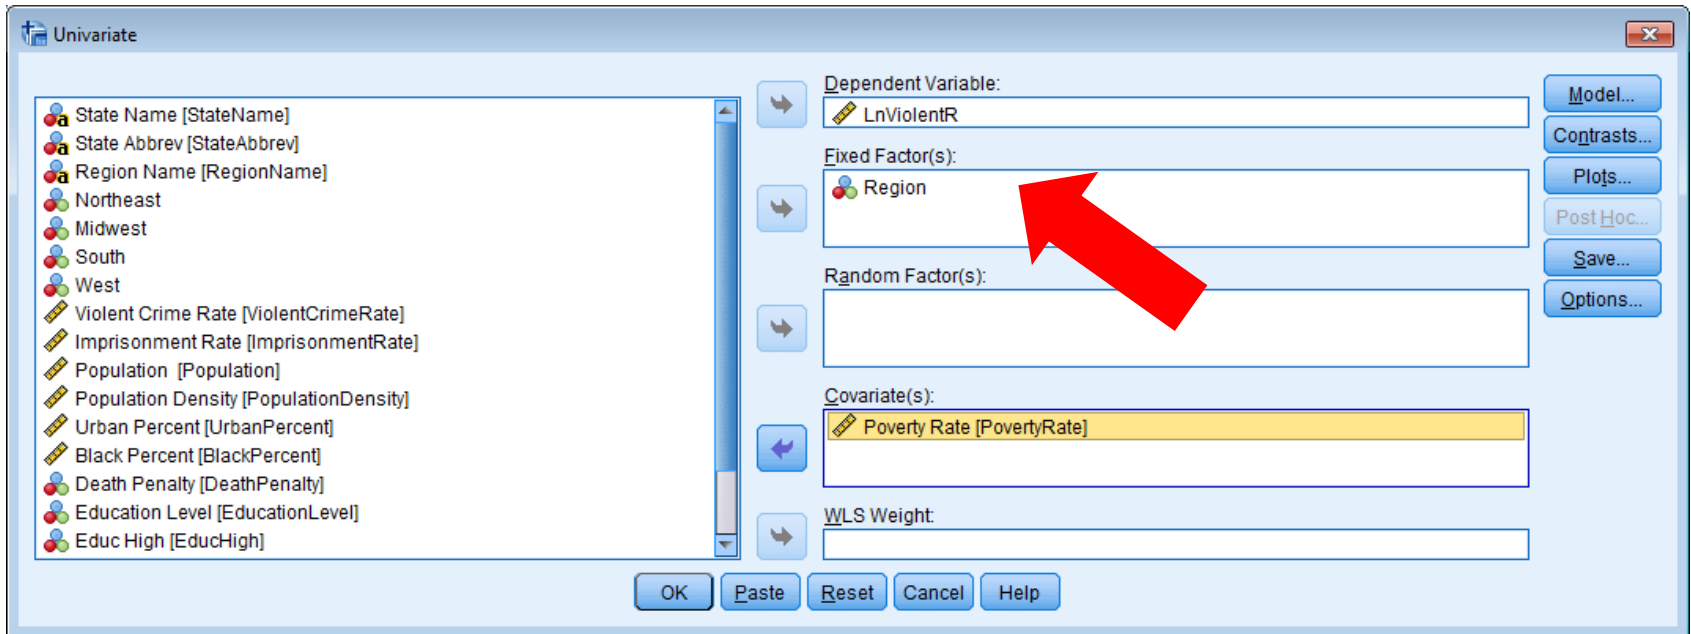 Univariate
State Name [StateName]
State Abbrev [StateAbbrev]
Region Name [RegionName]
Northeast
Midwest
South
West
Violent Crime Rate [ViolentCrimeRate]
Imprisonment Rate [ImprisonmentRate]
Population [Population]
Population Density [PopulationDensity]
Urban Percent [UrbanPercent]
Black Percent [BlackPercent]
Death Penalty [DeathPenalty]
Education Level [EducationLevel]
Educ High [EducHigh]
Dependent Variable:
LnViolentR
Fixed Factor(s):
Region
Random Factor(s):
Covariate(s):
Poverty Rate [PovertyRate]
WLS Weight:
Model...
Contrasts...
Plots...
Post Hoc...
Save...
Options...
OK Paste Reset Cancel Help